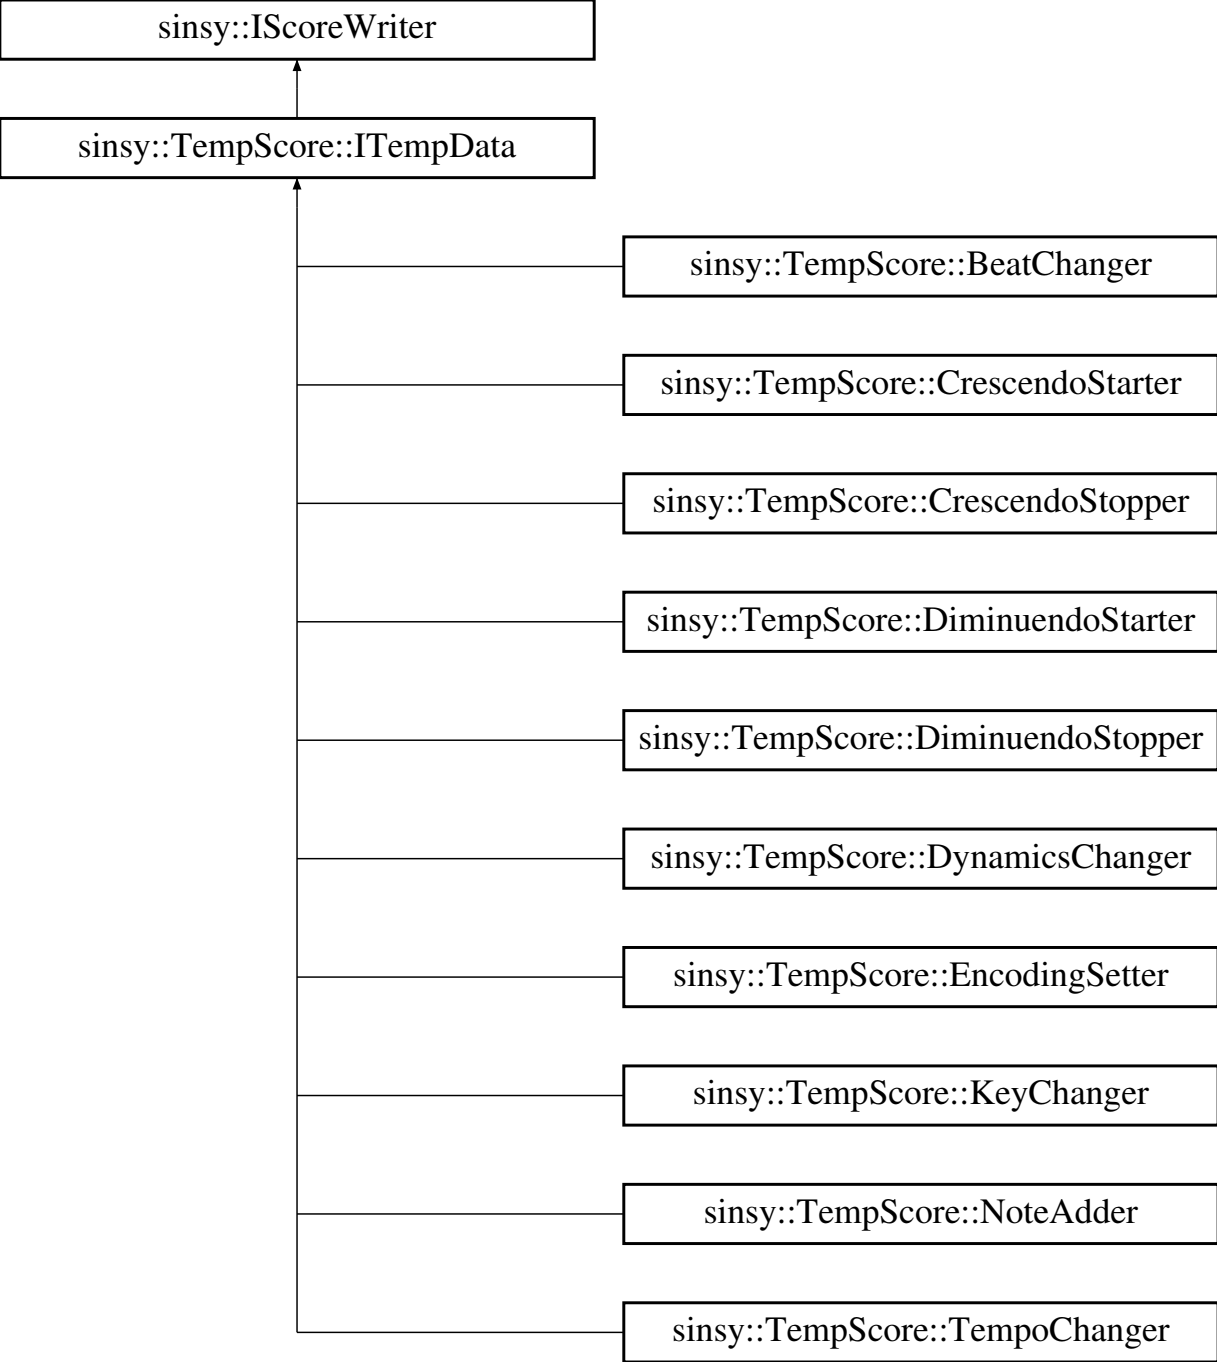 sinsy::IScoreWriter
sinsy::TempScore::ITempData
sinsy::TempScore::BeatChanger
sinsy::TempScore::CrescendoStarter
sinsy::TempScore::CrescendoStopper
sinsy::TempScore::DiminuendoStarter
sinsy::TempScore::DiminuendoStopper
sinsy::TempScore::DynamicsChanger
sinsy::TempScore::EncodingSetter
sinsy::TempScore::KeyChanger
sinsy::TempScore::NoteAdder
sinsy::TempScore::TempoChanger